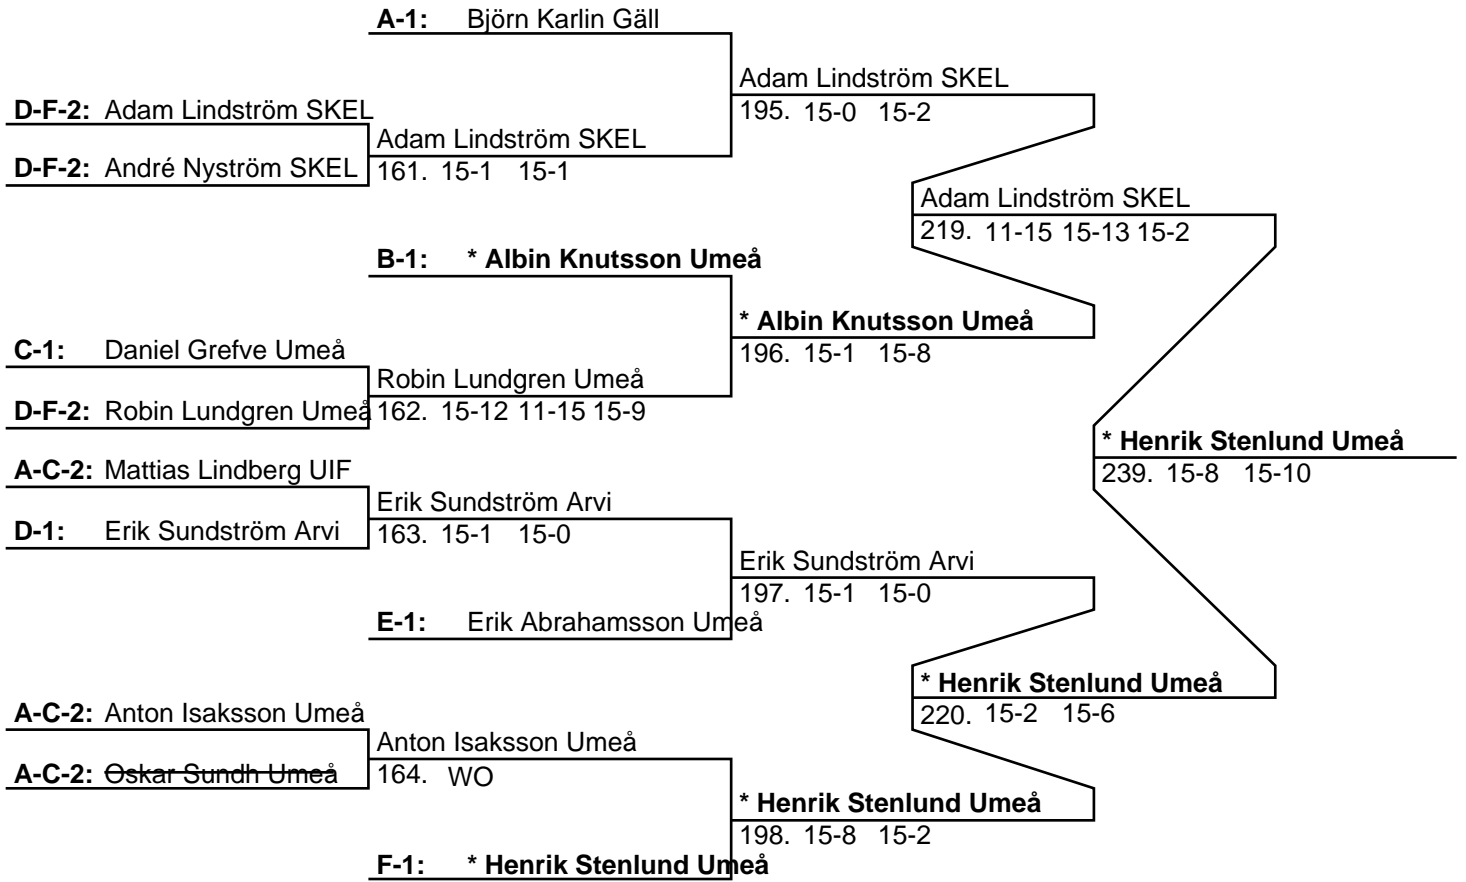 A-1: Björn Karlin Gäll
Adam Lindström SKEL
195. 15-0 15-2
D-F-2: Adam Lindström SKEL
Adam Lindström SKEL
161. 15-1 15-1
D-F-2: André Nyström SKEL
Adam Lindström SKEL
219. 11-15 15-13 15-2
B-1: * Albin Knutsson Umeå
* Albin Knutsson Umeå
196. 15-1 15-8
C-1: Daniel Grefve Umeå
Robin Lundgren Umeå
162. 15-12 11-15 15-9
D-F-2: Robin Lundgren Umeå
* Henrik Stenlund Umeå
239. 15-8 15-10
A-C-2: Mattias Lindberg UIF
Erik Sundström Arvi
163. 15-1 15-0
D-1: Erik Sundström Arvi
Erik Sundström Arvi
197. 15-1 15-0
E-1: Erik Abrahamsson Umeå
* Henrik Stenlund Umeå
220. 15-2 15-6
A-C-2: Anton Isaksson Umeå
Anton Isaksson Umeå
164. WO
A-C-2: Oskar Sundh Umeå
* Henrik Stenlund Umeå
198. 15-8 15-2
F-1: * Henrik Stenlund Umeå